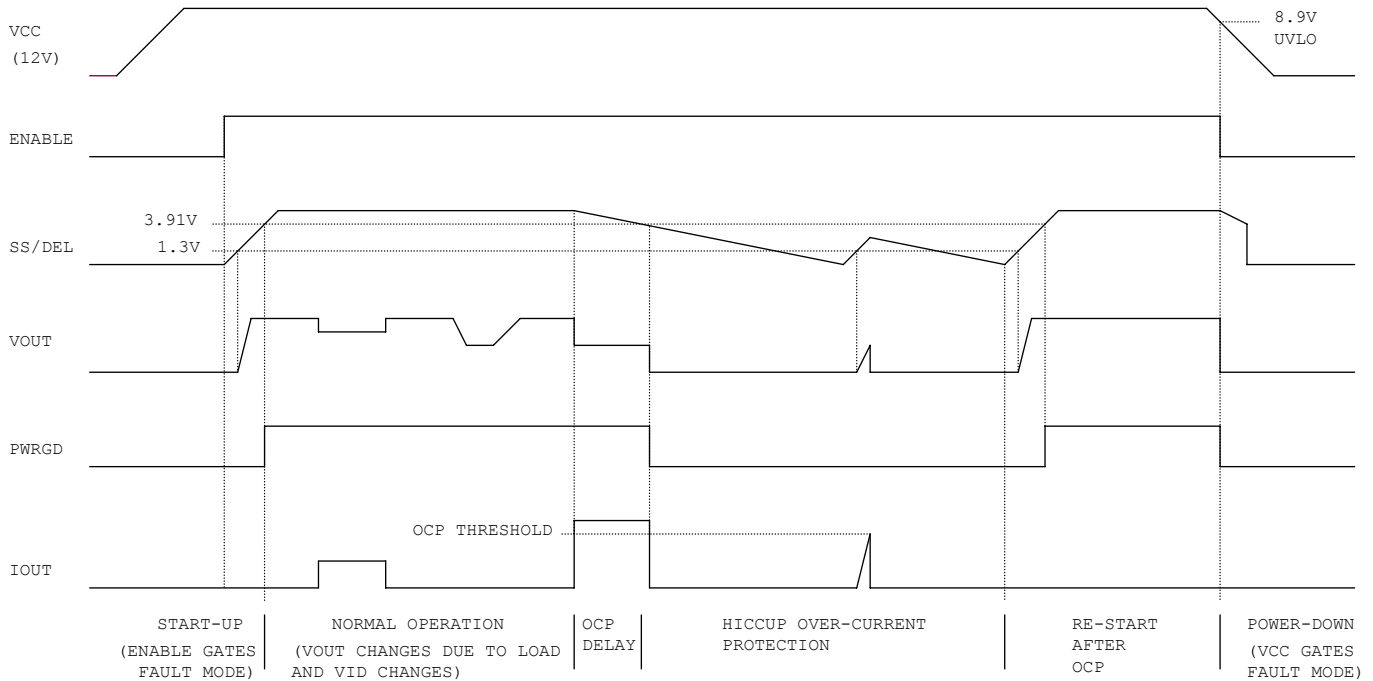 VCC
(12V)
8.9V
UVLO
ENABLE
3.91V
1.3V
SS/DEL
VOUT
PWRGD
OCP THRESHOLD
IOUT
START-UP
(ENABLE GATES
FAULT MODE)
NORMAL OPERATION
(VOUT CHANGES DUE TO LOAD
AND VID CHANGES)
OCP
DELAY
HICCUP OVER-CURRENT
PROTECTION
RE-START
AFTER
OCP
POWER-DOWN
(VCC GATES
FAULT MODE)